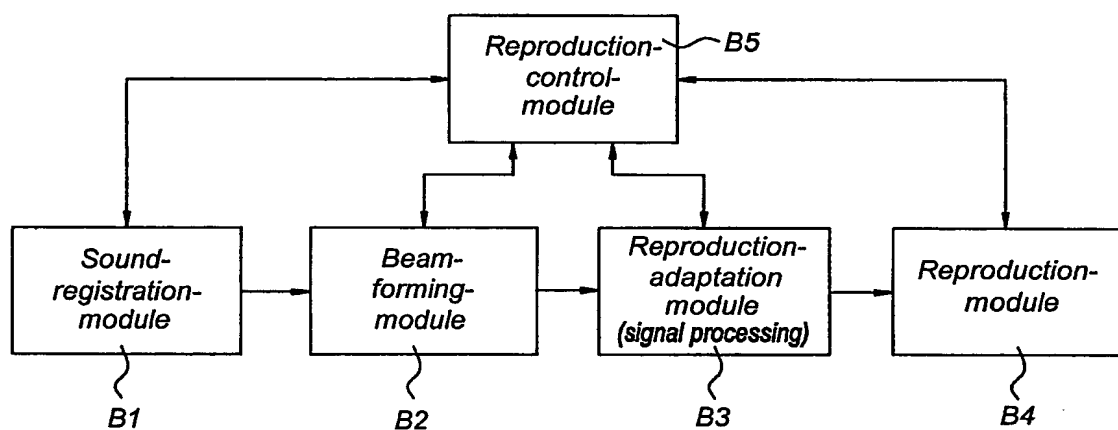 Reproduction-
control-
module
B5
Sound-
registration-
module
Beam-
forming-
module
Reproduction-
adaptation
module
(signal processing)
Reproduction-
module
B1
B2
B3
B4